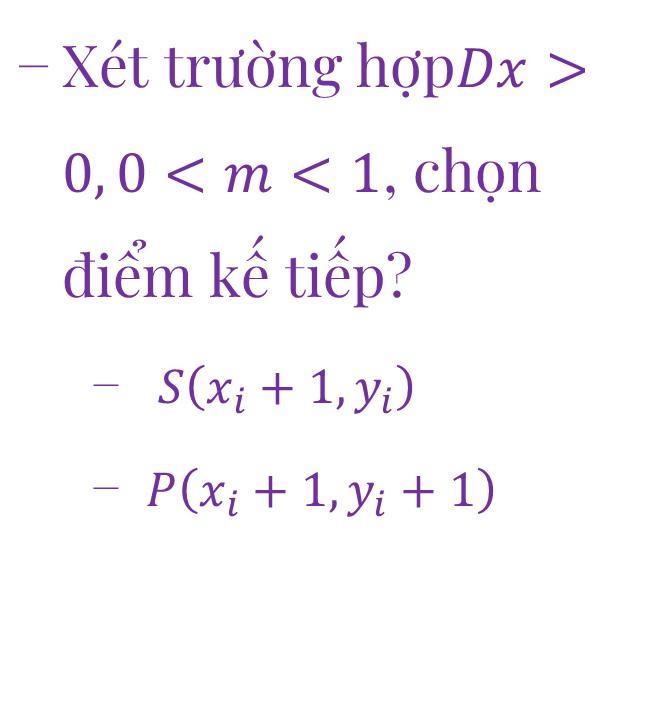 – Xét trường hợpDx >
0, 0 < m < 1, chọn
điểm kế tiếp?
– S(xᵢ + 1, yᵢ)
– P(xᵢ + 1, yᵢ + 1)